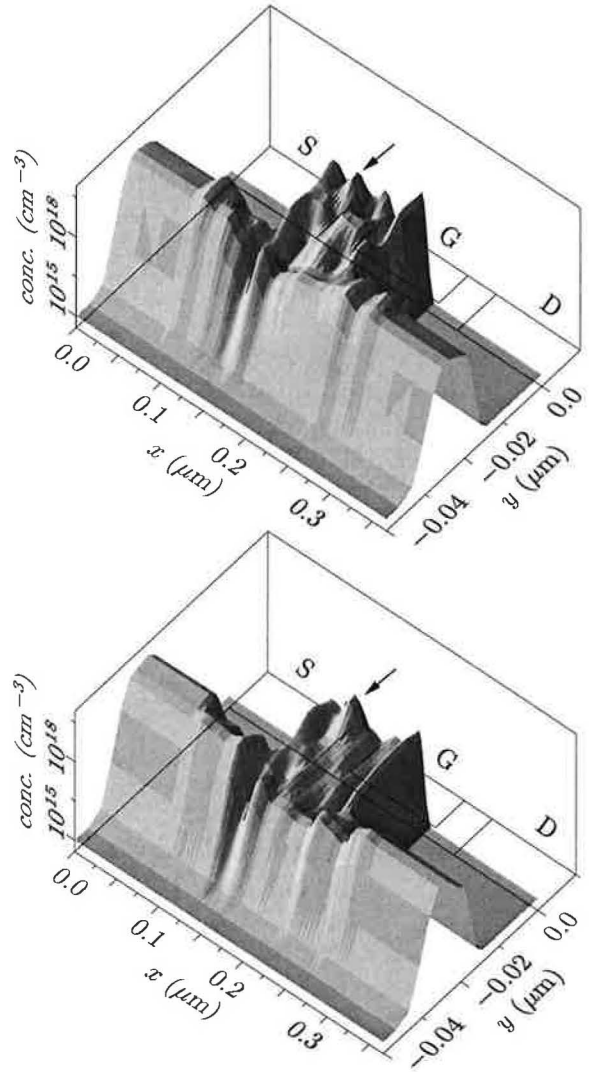 S
G
D
conc. (cm⁻³)
10¹⁸
10¹⁵
0.0
0.1
0.2
0.3
x (μm)
0.0
−0.02
−0.04
y (μm)
S
G
D
conc. (cm⁻³)
10¹⁸
10¹⁵
0.0
0.1
0.2
0.3
x (μm)
0.0
−0.02
−0.04
y (μm)